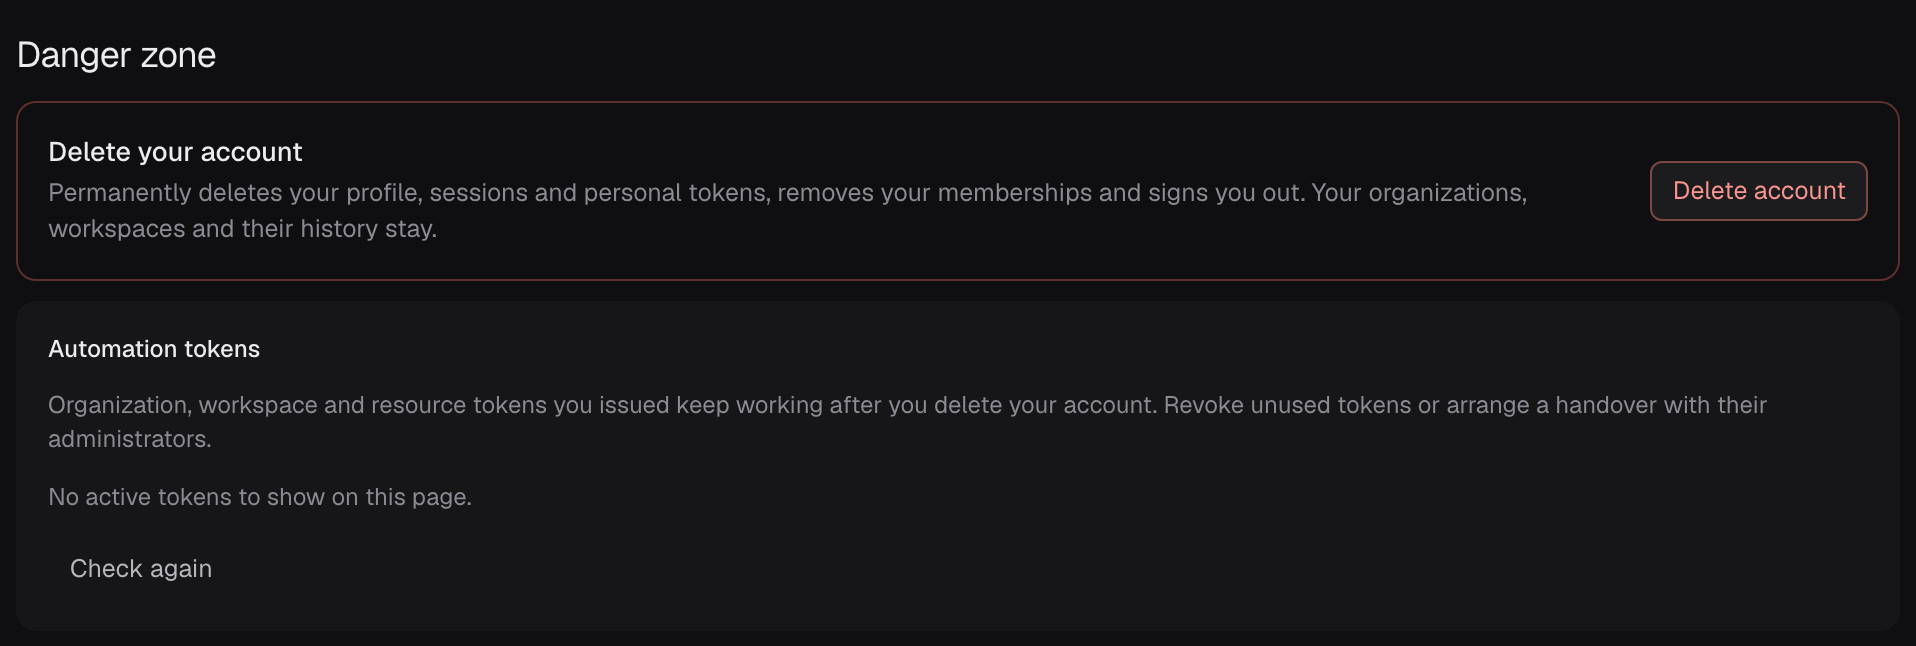 Danger zone
Delete your account
Permanently deletes your profile, sessions and personal tokens, removes your memberships and signs you out. Your organizations,
workspaces and their history stay.
Delete account
Automation tokens
Organization, workspace and resource tokens you issued keep working after you delete your account. Revoke unused tokens or arrange a handover with their
administrators.
No active tokens to show on this page.
Check again